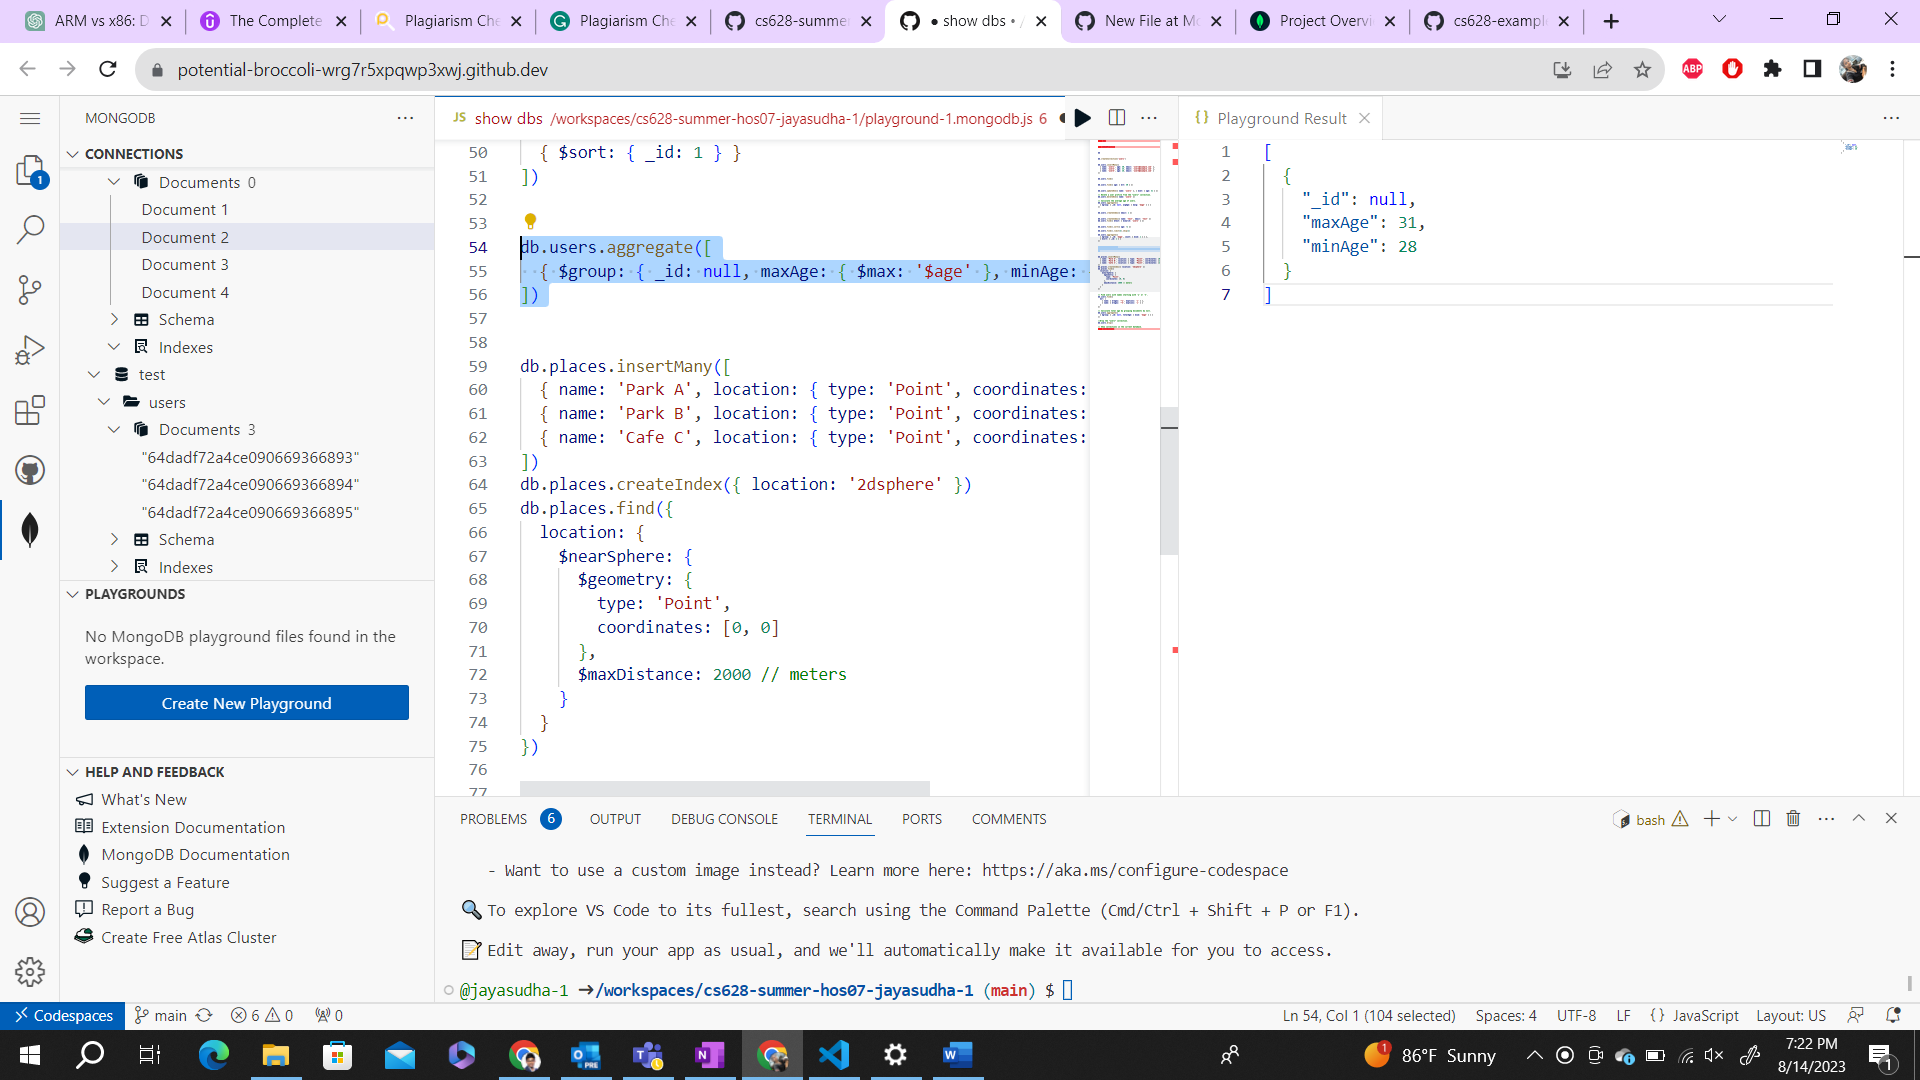 ARM vs x86: D
The Complete
Plagiarism Che
Plagiarism Che
cs628-summer
● show dbs • /
New File at Mo
Project Overvi
cs628-example
potential-broccoli-wrg7r5xpqwp3xwj.github.dev
ABP
MONGODB
JS show dbs /workspaces/cs628-summer-hos07-jayasudha-1/playground-1.mongodb.js 6
{} Playground Result
1
CONNECTIONS
Documents 0
Document 1
Document 2
Document 3
Document 4
Schema
Indexes
test
users
Documents 3
"64dadf72a4ce090669366893"
"64dadf72a4ce090669366894"
"64dadf72a4ce090669366895"
Schema
Indexes
PLAYGROUNDS
No MongoDB playground files found in the
workspace.
Create New Playground
HELP AND FEEDBACK
What's New
Extension Documentation
MongoDB Documentation
Suggest a Feature
Report a Bug
Create Free Atlas Cluster
50 { $sort: { _id: 1 } }
51 ])
52
53
54 db.users.aggregate([
55 { $group: { _id: null, maxAge: { $max: '$age' }, minAge:
56 ])
57
58
59 db.places.insertMany([
60 { name: 'Park A', location: { type: 'Point', coordinates:
61 { name: 'Park B', location: { type: 'Point', coordinates:
62 { name: 'Cafe C', location: { type: 'Point', coordinates:
63 ])
64 db.places.createIndex({ location: '2dsphere' })
65 db.places.find({
66 location: {
67 $nearSphere: {
68 $geometry: {
69 type: 'Point',
70 coordinates: [0, 0]
71 },
72 $maxDistance: 2000 // meters
73 }
74 }
75 })
76
77
1 [
2 {
3 "_id": null,
4 "maxAge": 31,
5 "minAge": 28
6 }
7 ]
PROBLEMS 6 OUTPUT DEBUG CONSOLE TERMINAL PORTS COMMENTS
bash
- Want to use a custom image instead? Learn more here: https://aka.ms/configure-codespace
To explore VS Code to its fullest, search using the Command Palette (Cmd/Ctrl + Shift + P or F1).
Edit away, run your app as usual, and we'll automatically make it available for you to access.
@jayasudha-1 →/workspaces/cs628-summer-hos07-jayasudha-1 (main) $
Codespaces main 6 0 0
Ln 54, Col 1 (104 selected) Spaces: 4 UTF-8 LF {} JavaScript Layout: US
PRE
1
86°F Sunny
7:22 PM
8/14/2023
1